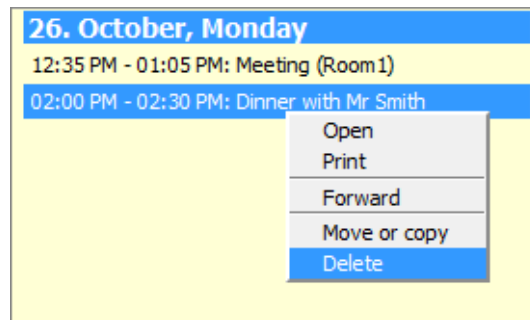 26. October, Monday
12:35 PM - 01:05 PM: Meeting (Room1)
02:00 PM - 02:30 PM: Dinner with Mr Smith
Open
Print
Forward
Move or copy
Delete